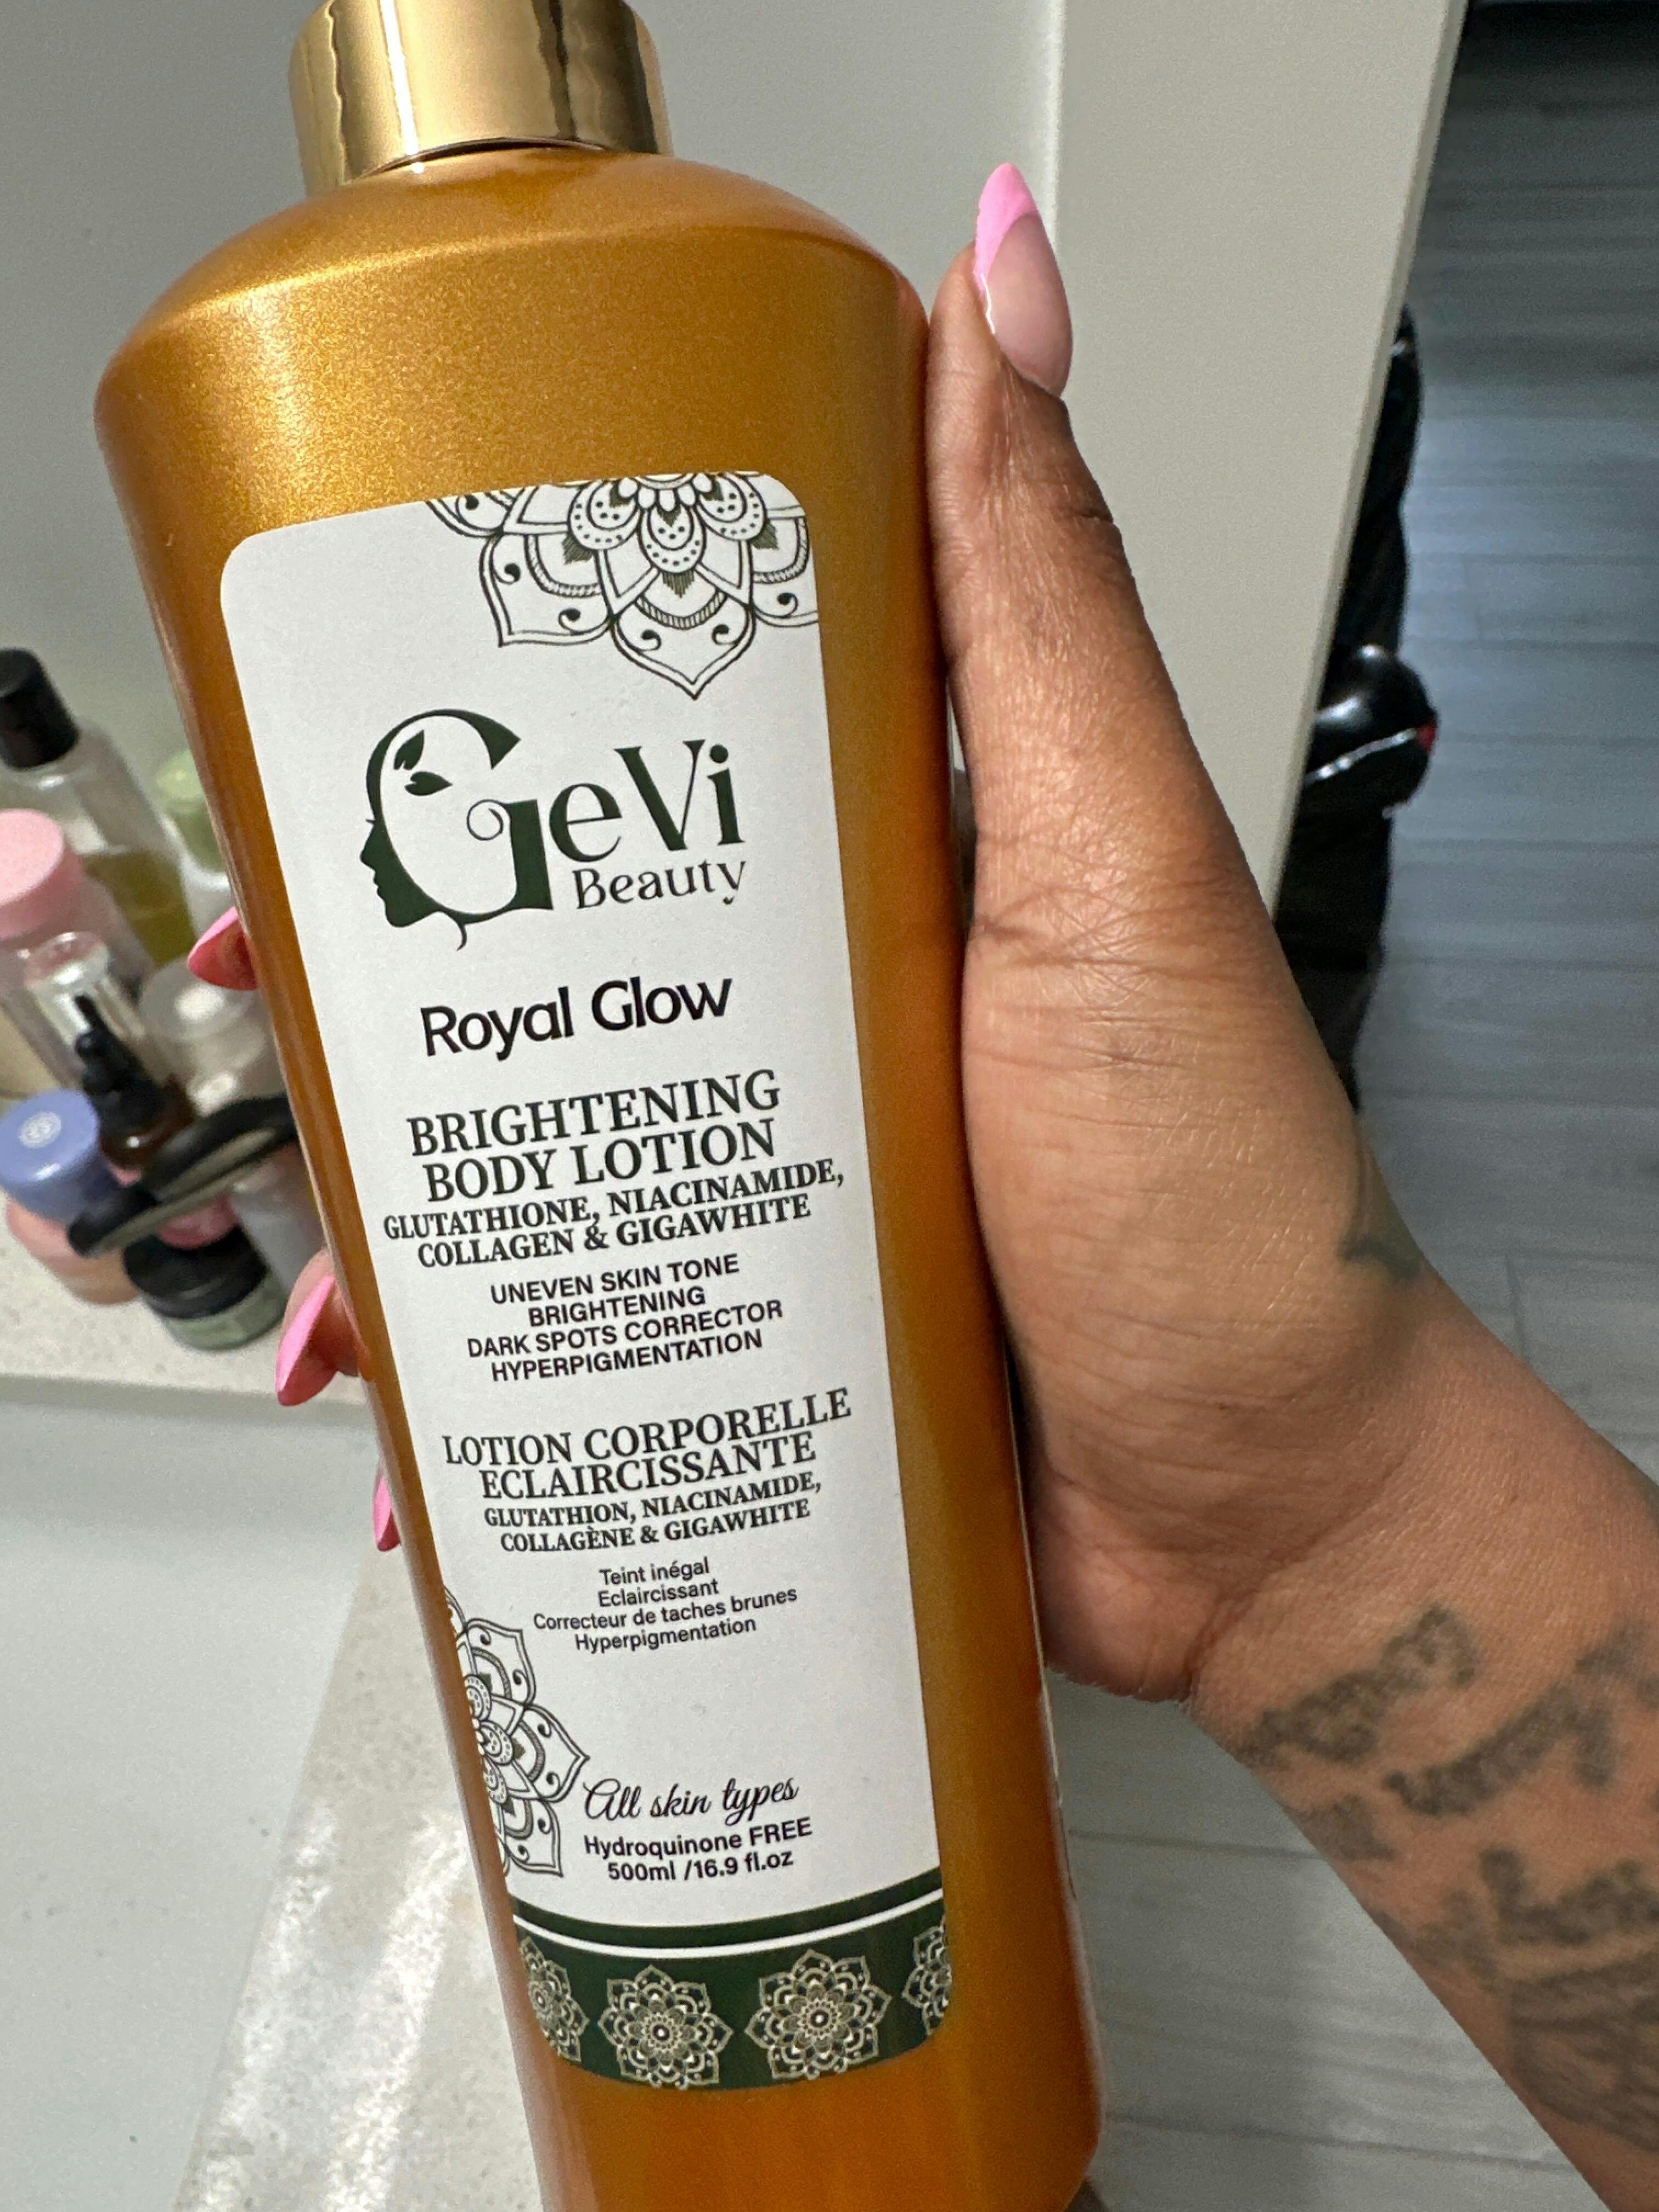 GeVi
Beauty
Royal Glow
BRIGHTENING
BODY LOTION
GLUTATHIONE, NIACINAMIDE,
COLLAGEN & GIGAWHITE
UNEVEN SKIN TONE
BRIGHTENING
DARK SPOTS CORRECTOR
HYPERPIGMENTATION
LOTION CORPORELLE
ECLAIRCISSANTE
GLUTATHION, NIACINAMIDE,
COLLAGÈNE & GIGAWHITE
Teint inégal
Eclaircissant
Correcteur de taches brunes
Hyperpigmentation
All skin types
Hydroquinone FREE
500ml /16.9 fl.oz